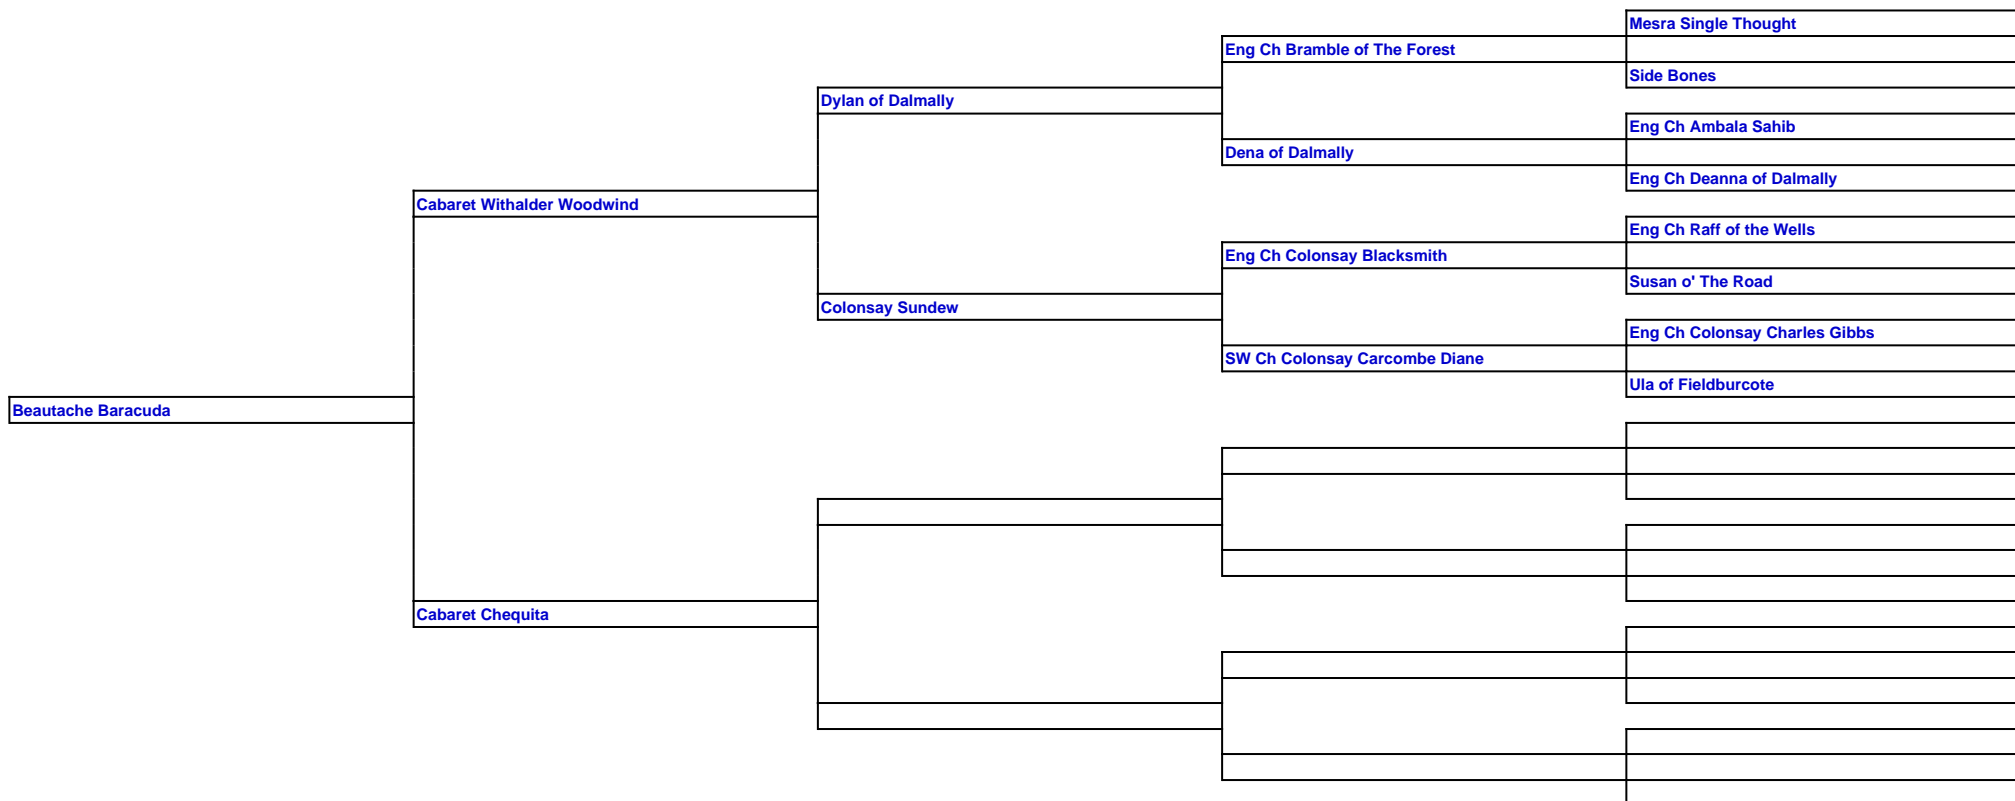 Mesra Single Thought
Eng Ch Bramble of The Forest
Side Bones
Dylan of Dalmally
Eng Ch Ambala Sahib
Dena of Dalmally
Eng Ch Deanna of Dalmally
Cabaret Withalder Woodwind
Eng Ch Raff of the Wells
Eng Ch Colonsay Blacksmith
Susan o' The Road
Colonsay Sundew
Eng Ch Colonsay Charles Gibbs
SW Ch Colonsay Carcombe Diane
Ula of Fieldburcote
Beautache Baracuda
Cabaret Chequita